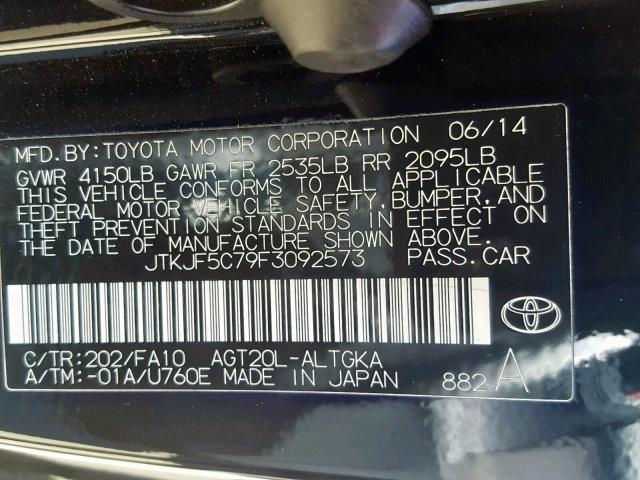 MFD.BY:TOYOTA MOTOR CORPORATION 06/14
GVWR 4150LB GAWR FR 2535LB RR 2095LB
THIS VEHICLE CONFORMS TO ALL APPLICABLE
FEDERAL MOTOR VEHICLE SAFETY,BUMPER,AND
THEFT PREVENTION STANDARDS IN EFFECT ON
THE DATE OF MANUFACTURE SHOWN ABOVE.
JTKJF5C79F3092573 PASS.CAR
C/TR:202/FA10 AGT20L-ALTGKA
A/TM:-01A/U760E MADE IN JAPAN 882 A